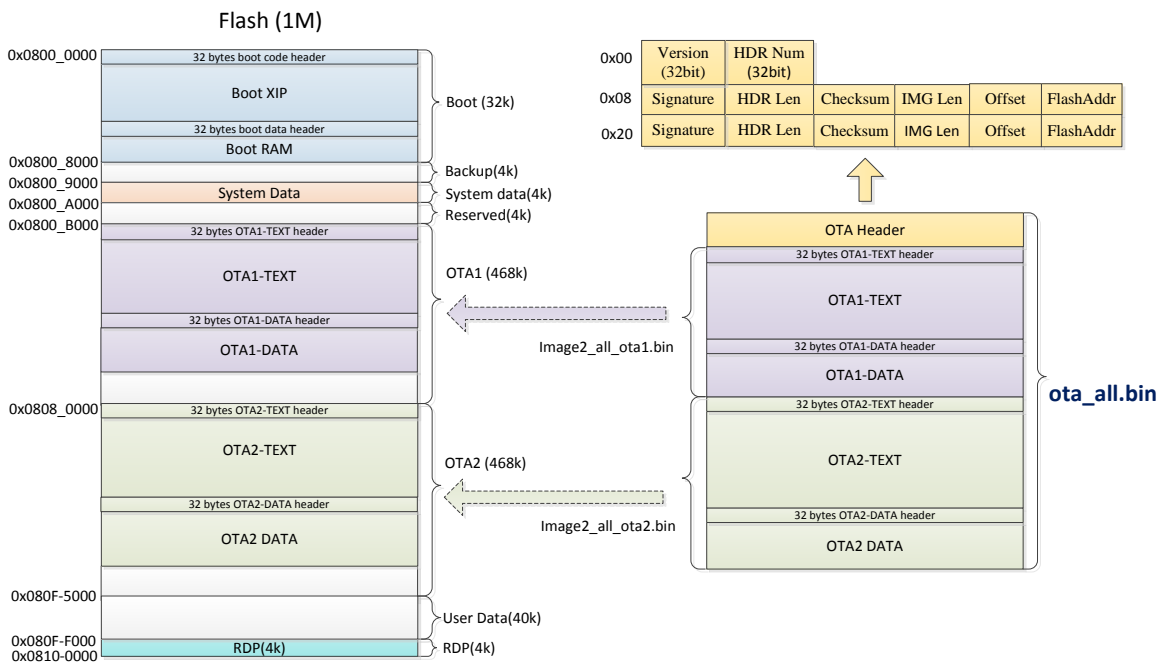 Flash (1M)
0x0800_0000
32 bytes boot code header
Boot XIP
32 bytes boot data header
Boot RAM
Boot (32k)
0x0800_8000
Backup(4k)
0x0800_9000
System Data
System data(4k)
0x0800_A000
Reserved(4k)
0x0800_B000
32 bytes OTA1-TEXT header
OTA1-TEXT
32 bytes OTA1-DATA header
OTA1-DATA
OTA1 (468k)
0x0808_0000
32 bytes OTA2-TEXT header
OTA2-TEXT
32 bytes OTA2-DATA header
OTA2 DATA
OTA2 (468k)
0x080F-5000
User Data(40k)
0x080F-F000
RDP(4k)
RDP(4k)
0x0810-0000
Image2_all_ota1.bin
Image2_all_ota2.bin
0x00
Version
(32bit)
HDR Num
(32bit)
0x08
Signature HDR Len Checksum IMG Len Offset FlashAddr
0x20
Signature HDR Len Checksum IMG Len Offset FlashAddr
OTA Header
32 bytes OTA1-TEXT header
OTA1-TEXT
32 bytes OTA1-DATA header
OTA1-DATA
32 bytes OTA2-TEXT header
OTA2-TEXT
32 bytes OTA2-DATA header
OTA2 DATA
ota_all.bin